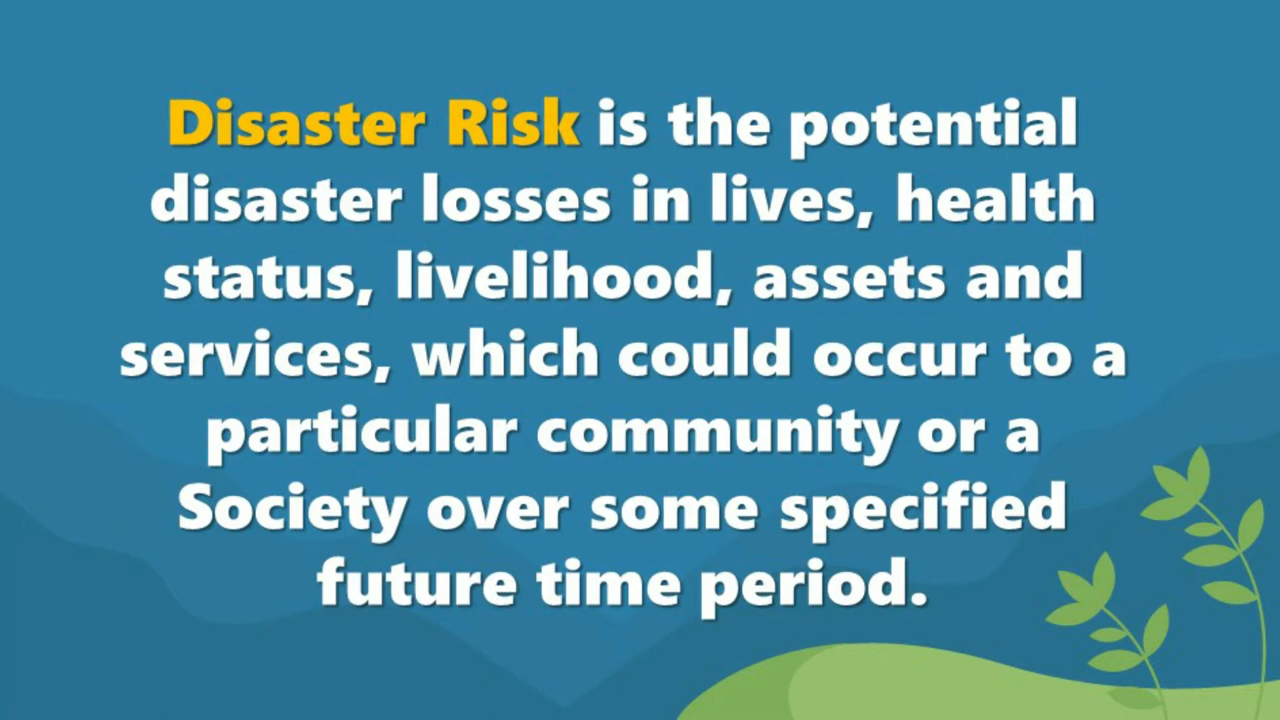 Disaster Risk is the potential
disaster losses in lives, health
status, livelihood, assets and
services, which could occur to a
particular community or a
Society over some specified
future time period.